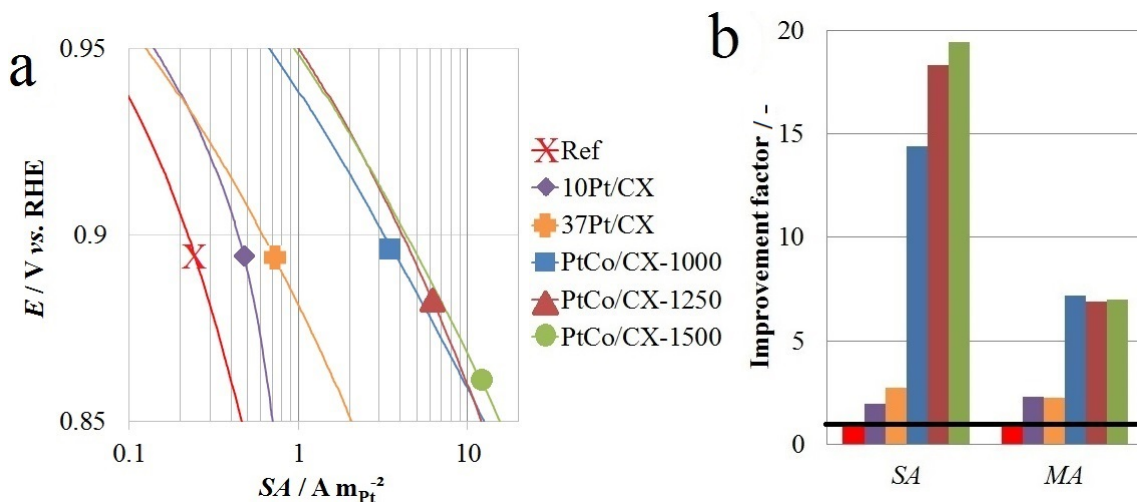 a
0.95
0.9
0.85
E / V vs. RHE
0.1
1
10
SA / A mPt⁻²
Ref
10Pt/CX
37Pt/CX
PtCo/CX-1000
PtCo/CX-1250
PtCo/CX-1500
b
20
15
10
5
0
Improvement factor / -
SA
MA